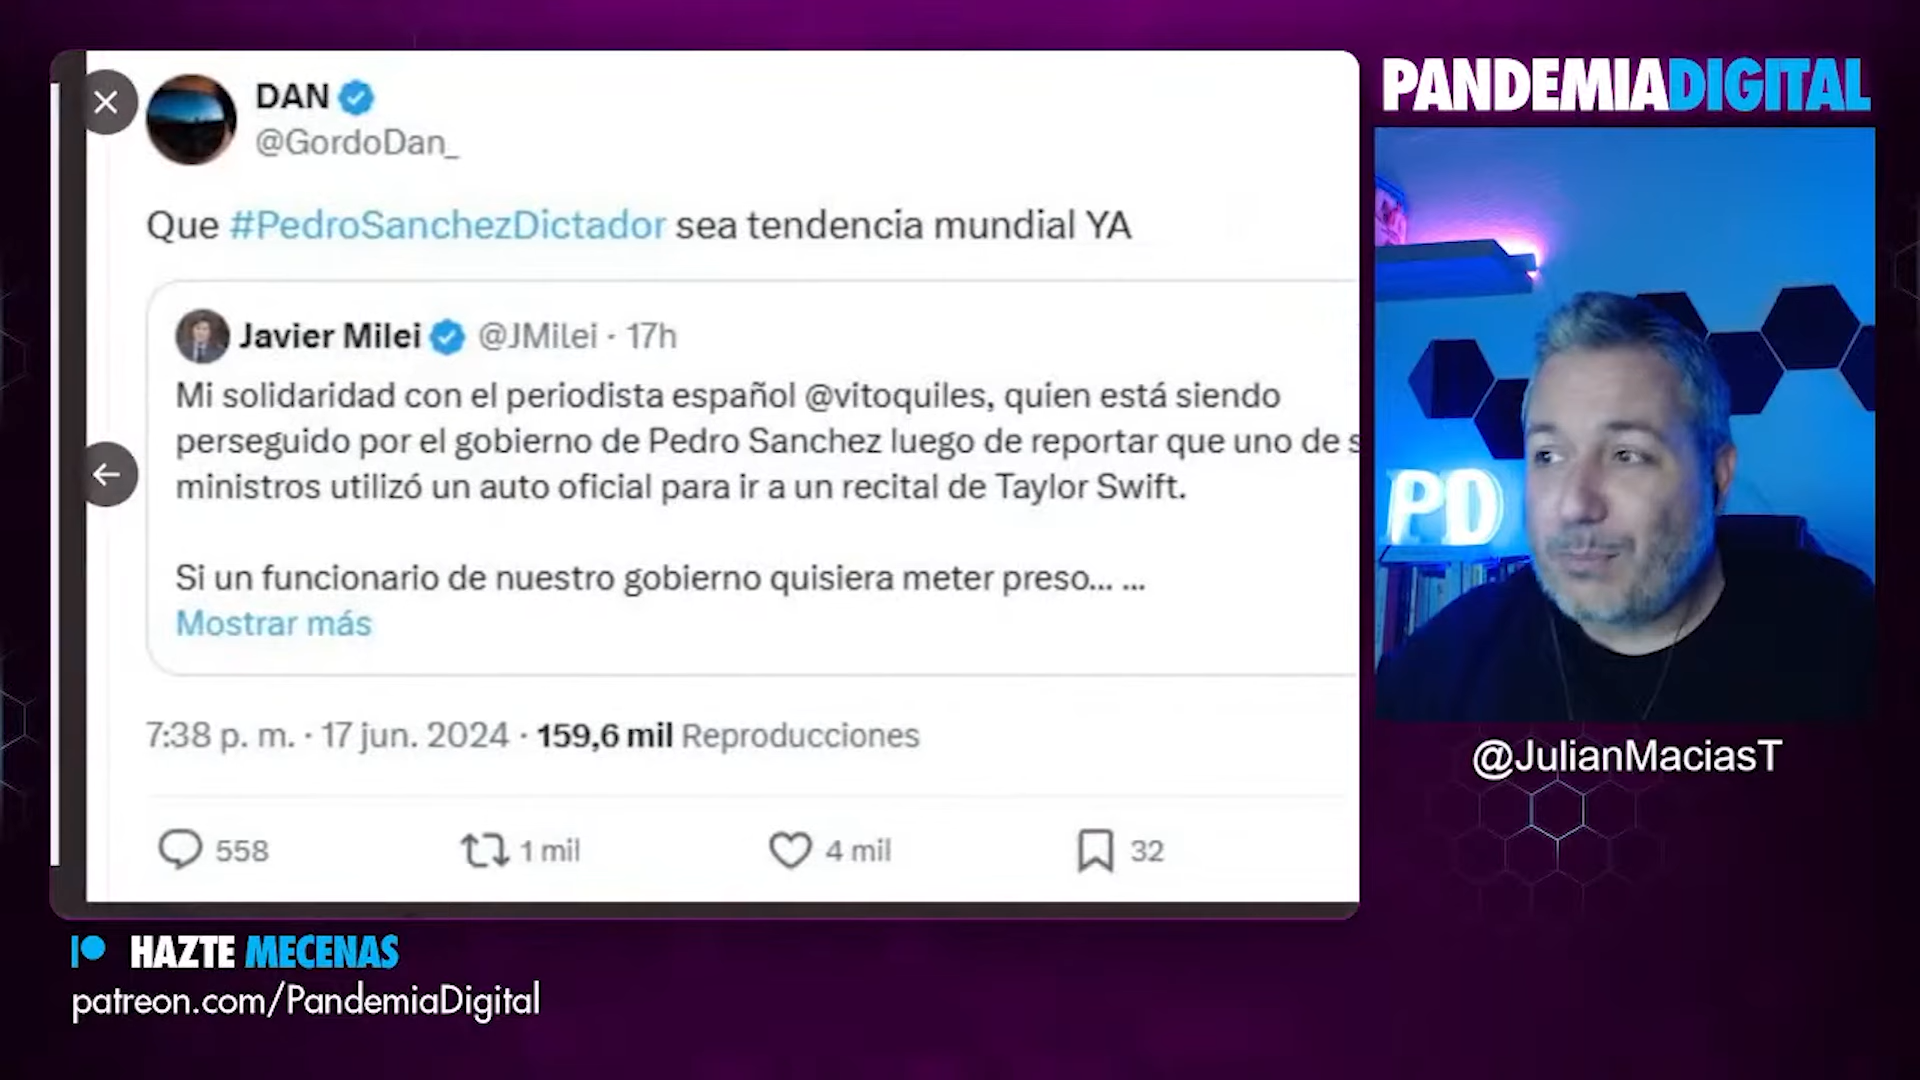 DAN
@GordoDan_
Que #PedroSanchezDictador sea tendencia mundial YA
Javier Milei @JMilei · 17h
Mi solidaridad con el periodista español @vitoquiles, quien está siendo
perseguido por el gobierno de Pedro Sanchez luego de reportar que uno de s
ministros utilizó un auto oficial para ir a un recital de Taylor Swift.
Si un funcionario de nuestro gobierno quisiera meter preso... ...
Mostrar más
7:38 p. m. · 17 jun. 2024 · 159,6 mil Reproducciones
558 1 mil 4 mil 32
PANDEMIADIGITAL
PD
@JulianMaciasT
HAZTE MECENAS
patreon.com/PandemiaDigital